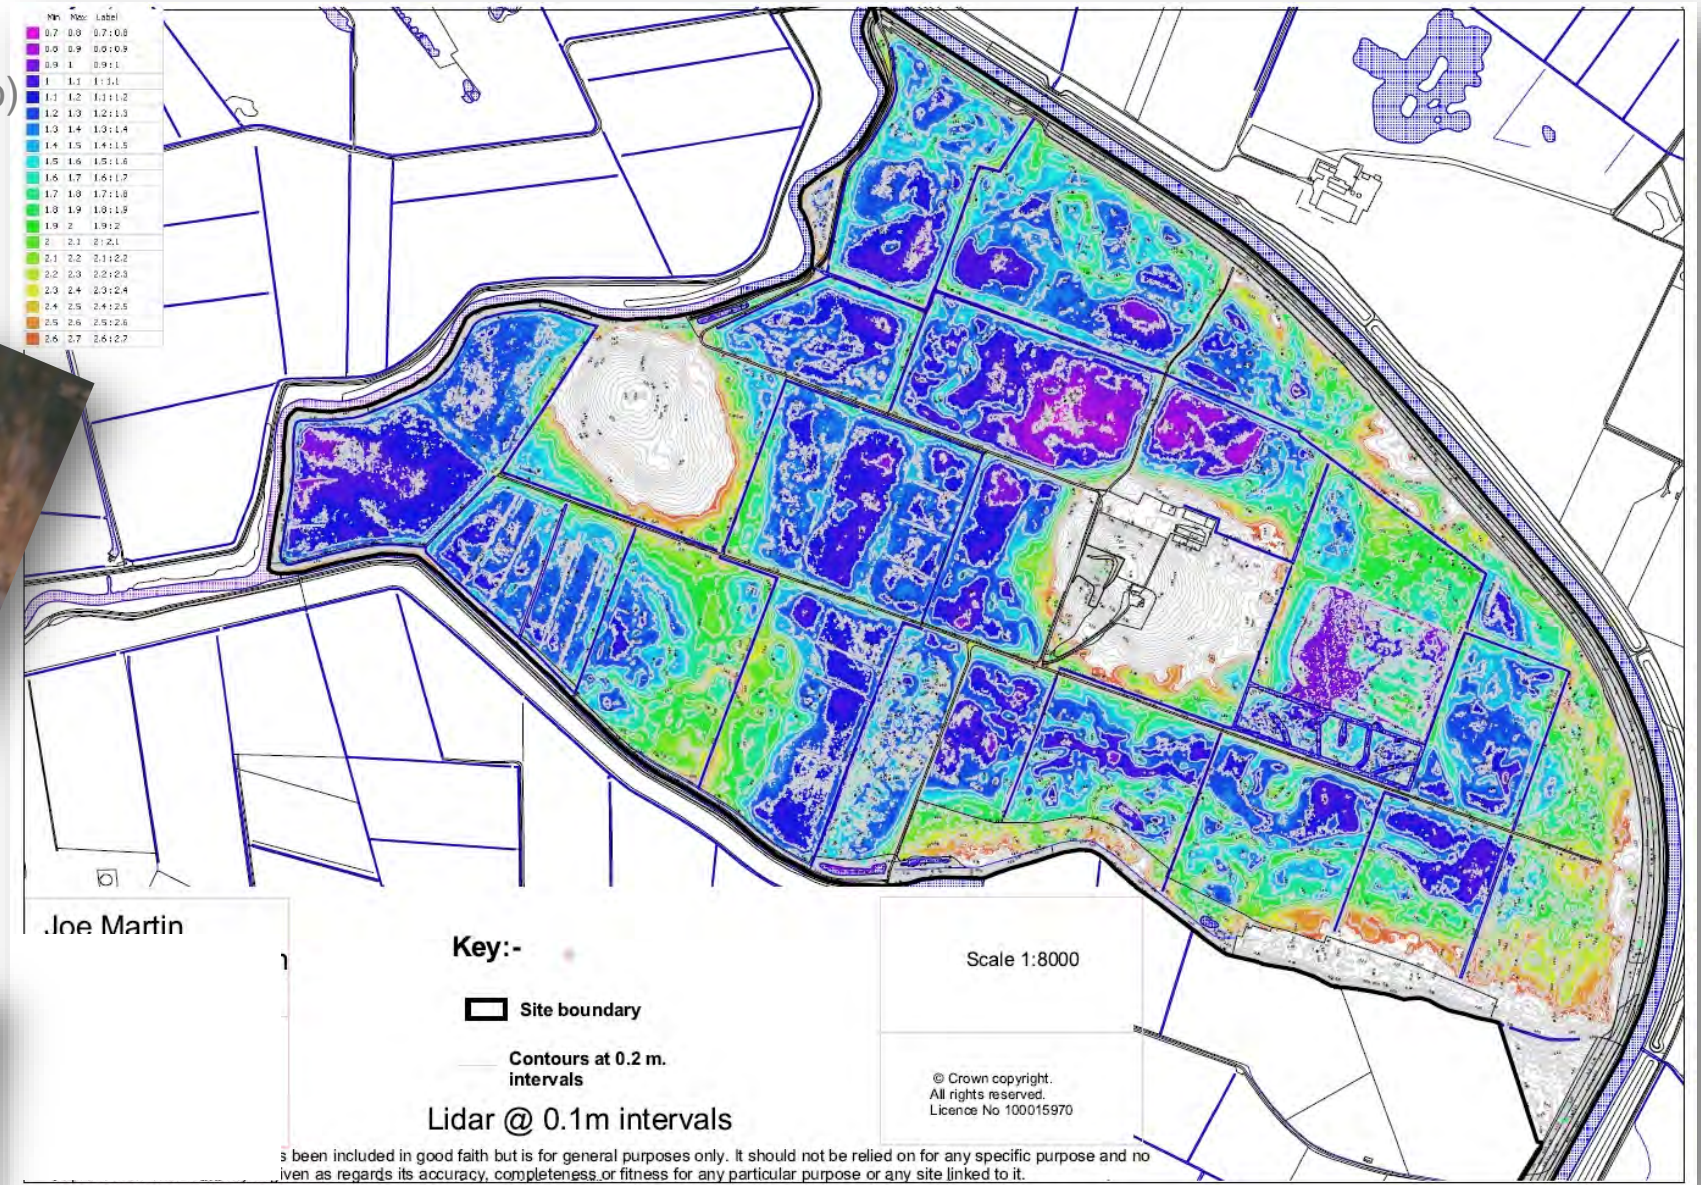 Min Max Label
0.7 0.8 0.7 : 0.8
0.8 0.9 0.8 : 0.9
0.9 1 0.9 : 1
1 1.1 1 : 1.1
1.1 1.2 1.1 : 1.2
1.2 1.3 1.2 : 1.3
1.3 1.4 1.3 : 1.4
1.4 1.5 1.4 : 1.5
1.5 1.6 1.5 : 1.6
1.6 1.7 1.6 : 1.7
1.7 1.8 1.7 : 1.8
1.8 1.9 1.8 : 1.9
1.9 2 1.9 : 2
2 2.1 2 : 2.1
2.1 2.2 2.1 : 2.2
2.2 2.3 2.2 : 2.3
2.3 2.4 2.3 : 2.4
2.4 2.5 2.4 : 2.5
2.5 2.6 2.5 : 2.6
2.6 2.7 2.6 : 2.7
Joe Martin
Key:-
Site boundary
Contours at 0.2 m.
intervals
Lidar @ 0.1m intervals
Scale 1:8000
© Crown copyright.
All rights reserved.
Licence No 100015970
been included in good faith but is for general purposes only. It should not be relied on for any specific purpose and no
as regards its accuracy, completeness or fitness for any particular purpose or any site linked to it.